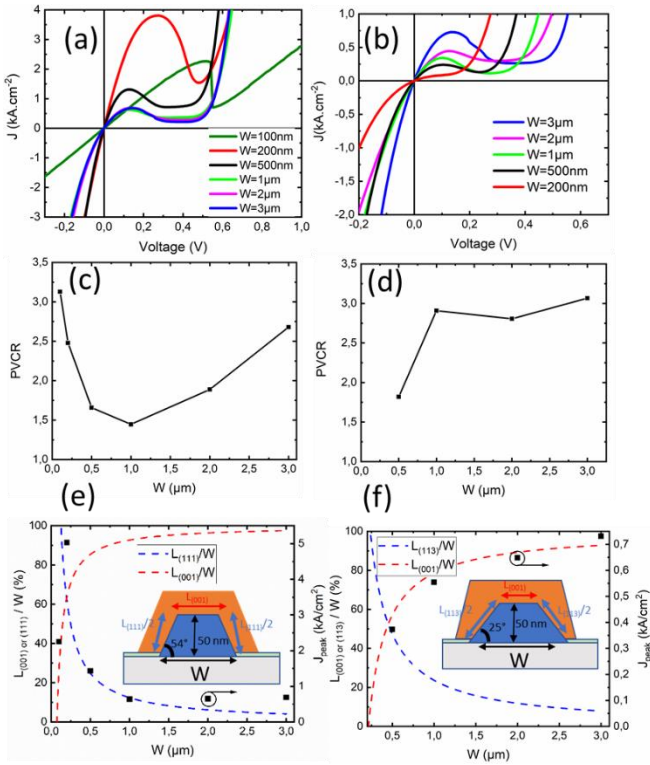 (a)
J (kA.cm⁻²)
4
3
2
1
0
-1
-2
-3
-0,2 0,0 0,2 0,4 0,6 0,8 1,0
Voltage (V)
W=100nm
W=200nm
W=500nm
W=1µm
W=2µm
W=3µm
(b)
J(kA.cm⁻²)
1,0
0,5
0,0
-0,5
-1,0
-1,5
-2,0
-0,2 0,0 0,2 0,4 0,6
Voltage (V)
W=3µm
W=2µm
W=1µm
W=500nm
W=200nm
(c)
PVCR
3,5
3,0
2,5
2,0
1,5
1,0
0,0 0,5 1,0 1,5 2,0 2,5 3,0
W (µm)
(d)
PVCR
3,5
3,0
2,5
2,0
1,5
1,0
0,0 0,5 1,0 1,5 2,0 2,5 3,0
W (µm)
(e)
L(001) or (111) / W (%)
100
80
60
40
20
0
L(111)/W
L(001)/W
L(001)
L(111)/2
L(111)/2
54°
50 nm
W
5
4
3
2
1
0
Jpeak (kA/cm²)
0,0 0,5 1,0 1,5 2,0 2,5 3,0
W (µm)
(f)
L(001) or (113) / W (%)
100
80
60
40
20
0
L(113)/W
L(001)/W
L(001)
L(113)/2
L(113)/2
25°
50 nm
W
0,7
0,6
0,5
0,4
0,3
0,2
0,1
0,0
Jpeak (kA/cm²)
0,0 0,5 1,0 1,5 2,0 2,5 3,0
W (µm)